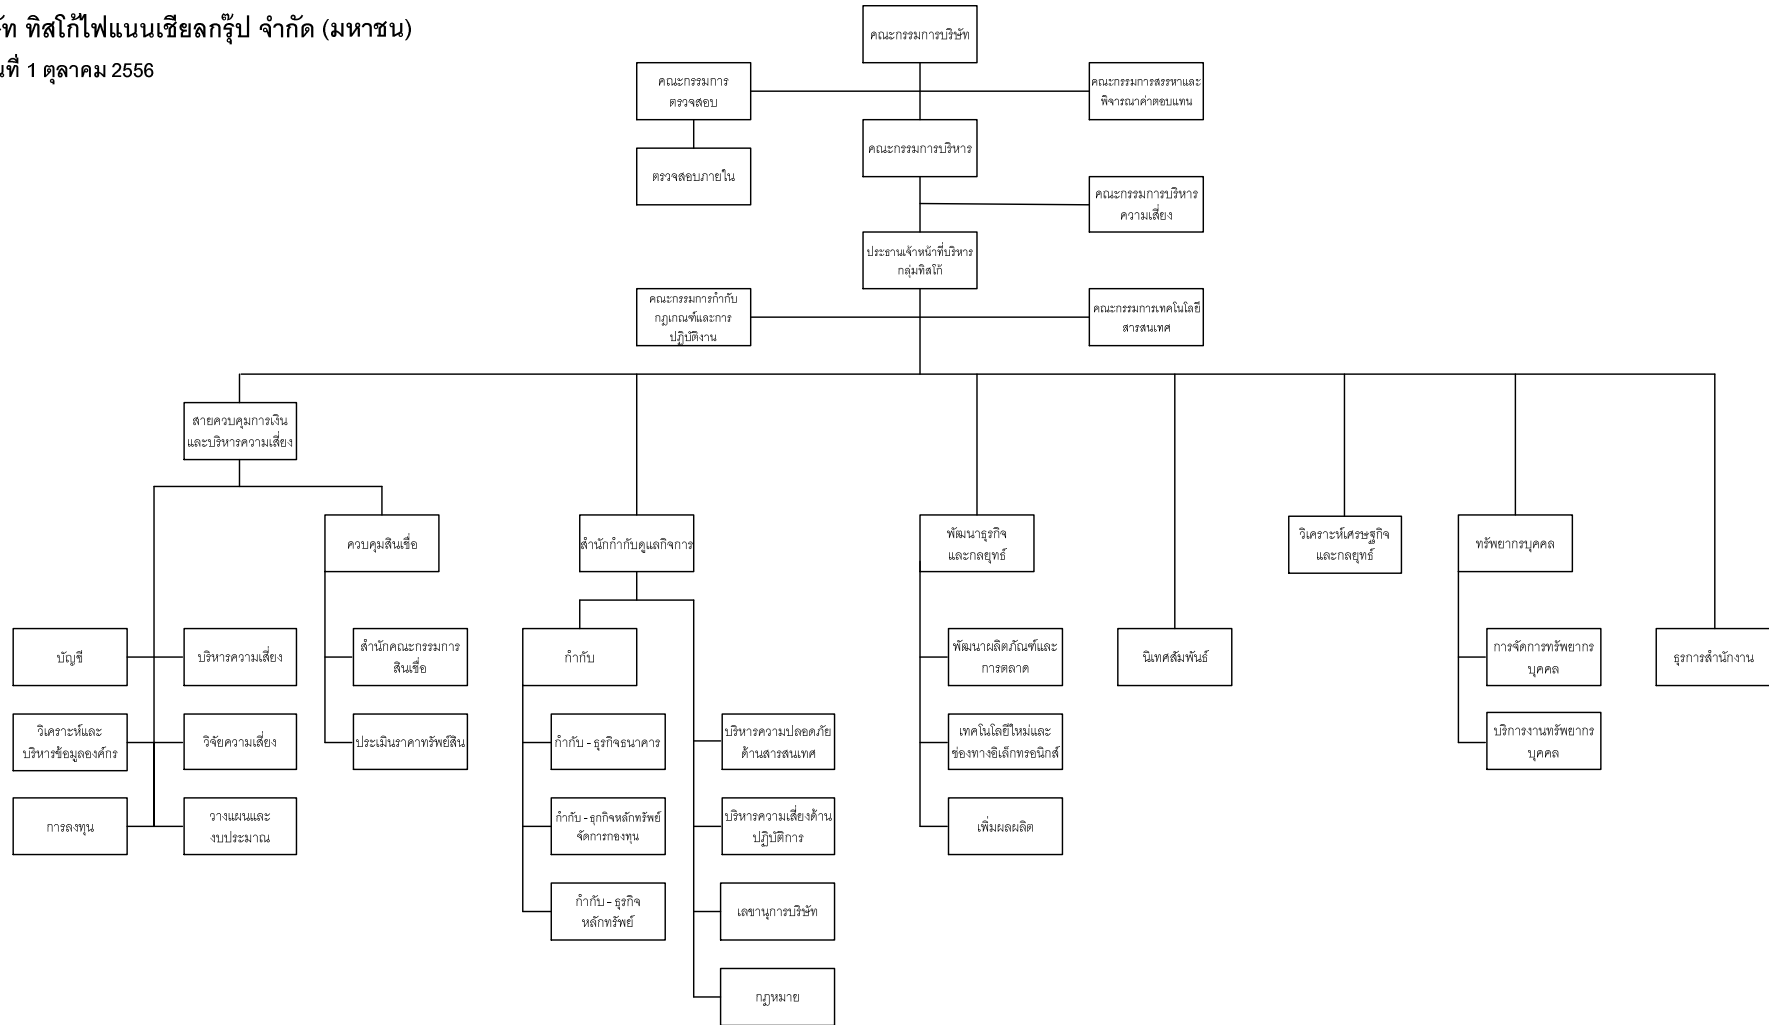 ษัท ทิสโก้ไฟแนนเชียลกรุ๊ป จำกัด (มหาชน)
นที่ 1 ตุลาคม 2556
คณะกรรมการบริษัท
คณะกรรมการ
ตรวจสอบ
คณะกรรมการสรรหาและ
พิจารณาค่าตอบแทน
คณะกรรมการบริหาร
ตรวจสอบภายใน
คณะกรรมการบริหาร
ความเสี่ยง
ประธานเจ้าหน้าที่บริหาร
กลุ่มทิสโก้
คณะกรรมการกำกับ
กฎเกณฑ์และการ
ปฏิบัติงาน
คณะกรรมการเทคโนโลยี
สารสนเทศ
สายควบคุมการเงิน
และบริหารความเสี่ยง
ควบคุมสินเชื่อ
สำนักกำกับดูแลกิจการ
พัฒนาธุรกิจ
และกลยุทธ์
วิเคราะห์เศรษฐกิจ
และกลยุทธ์
ทรัพยากรบุคคล
บัญชี
บริหารความเสี่ยง
สำนักคณะกรรมการ
สินเชื่อ
กำกับ
พัฒนาผลิตภัณฑ์และ
การตลาด
นิเทศสัมพันธ์
การจัดการทรัพยากร
บุคคล
ธุรการสำนักงาน
วิเคราะห์และ
บริหารข้อมูลองค์กร
วิจัยความเสี่ยง
ประเมินราคาทรัพย์สิน
กำกับ - ธุรกิจธนาคาร
บริหารความปลอดภัย
ด้านสารสนเทศ
เทคโนโลยีใหม่และ
ช่องทางอิเล็กทรอนิกส์
บริการงานทรัพยากร
บุคคล
การลงทุน
วางแผนและ
งบประมาณ
กำกับ - ธุกกิจหลักทรัพย์
จัดการกองทุน
บริหารความเสี่ยงด้าน
ปฏิบัติการ
เพิ่มผลผลิต
กำกับ - ธุรกิจ
หลักทรัพย์
เลขานุการบริษัท
กฎหมาย